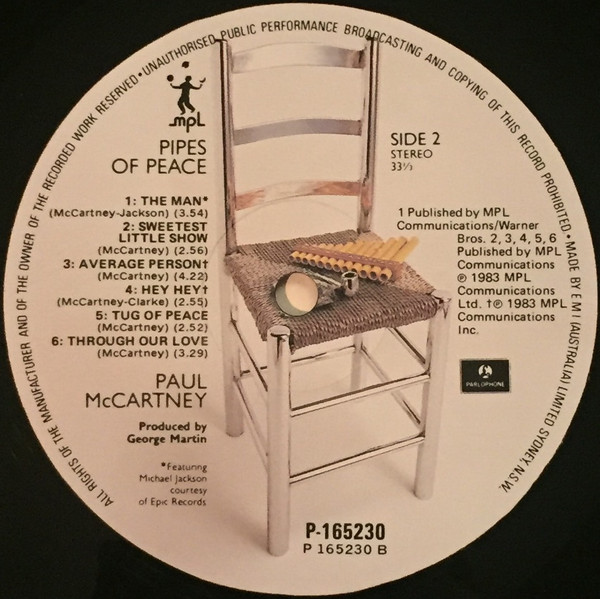 ALL RIGHTS OF THE MANUFACTURER AND OF THE OWNER OF THE RECORDED WORK RESERVED • UNAUTHORISED PUBLIC PERFORMANCE BROADCASTING AND COPYING OF THIS RECORD PROHIBITED • MADE BY E M I (AUSTRALIA) LIMITED SYDNEY, N.S.W.
mpL
PIPES
OF PEACE
1: THE MAN*
(McCartney-Jackson) (3.54)
2: SWEETEST
LITTLE SHOW
(McCartney) (2.56)
3: AVERAGE PERSON†
(McCartney) (4.22)
4: HEY HEY†
(McCartney-Clarke) (2.55)
5: TUG OF PEACE
(McCartney) (2.52)
6: THROUGH OUR LOVE
(McCartney) (3.29)
PAUL
McCARTNEY
Produced by
George Martin
*Featuring
Michael Jackson
courtesy
of Epic Records
SIDE 2
STEREO
33⅓
1 Published by MPL
Communications/Warner
Bros. 2, 3, 4, 5, 6
Published by MPL
Communications
℗ 1983 MPL
Communications
Ltd. †℗ 1983 MPL
Communications
Inc.
PARLOPHONE
P-165230
P 165230 B